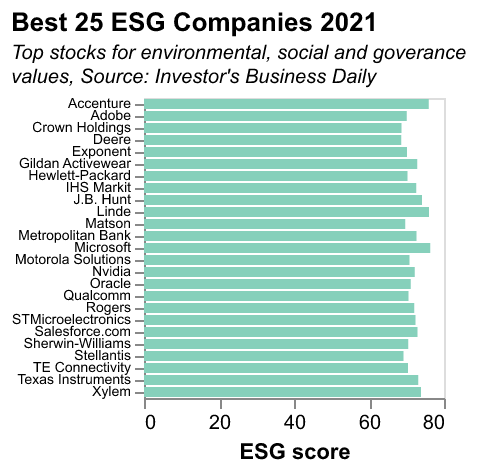 Best 25 ESG Companies 2021
Top stocks for environmental, social and goverance
values, Source: Investor's Business Daily
Accenture
Adobe
Crown Holdings
Deere
Exponent
Gildan Activewear
Hewlett-Packard
IHS Markit
J.B. Hunt
Linde
Matson
Metropolitan Bank
Microsoft
Motorola Solutions
Nvidia
Oracle
Qualcomm
Rogers
STMicroelectronics
Salesforce.com
Sherwin-Williams
Stellantis
TE Connectivity
Texas Instruments
Xylem
0 20 40 60 80
ESG score